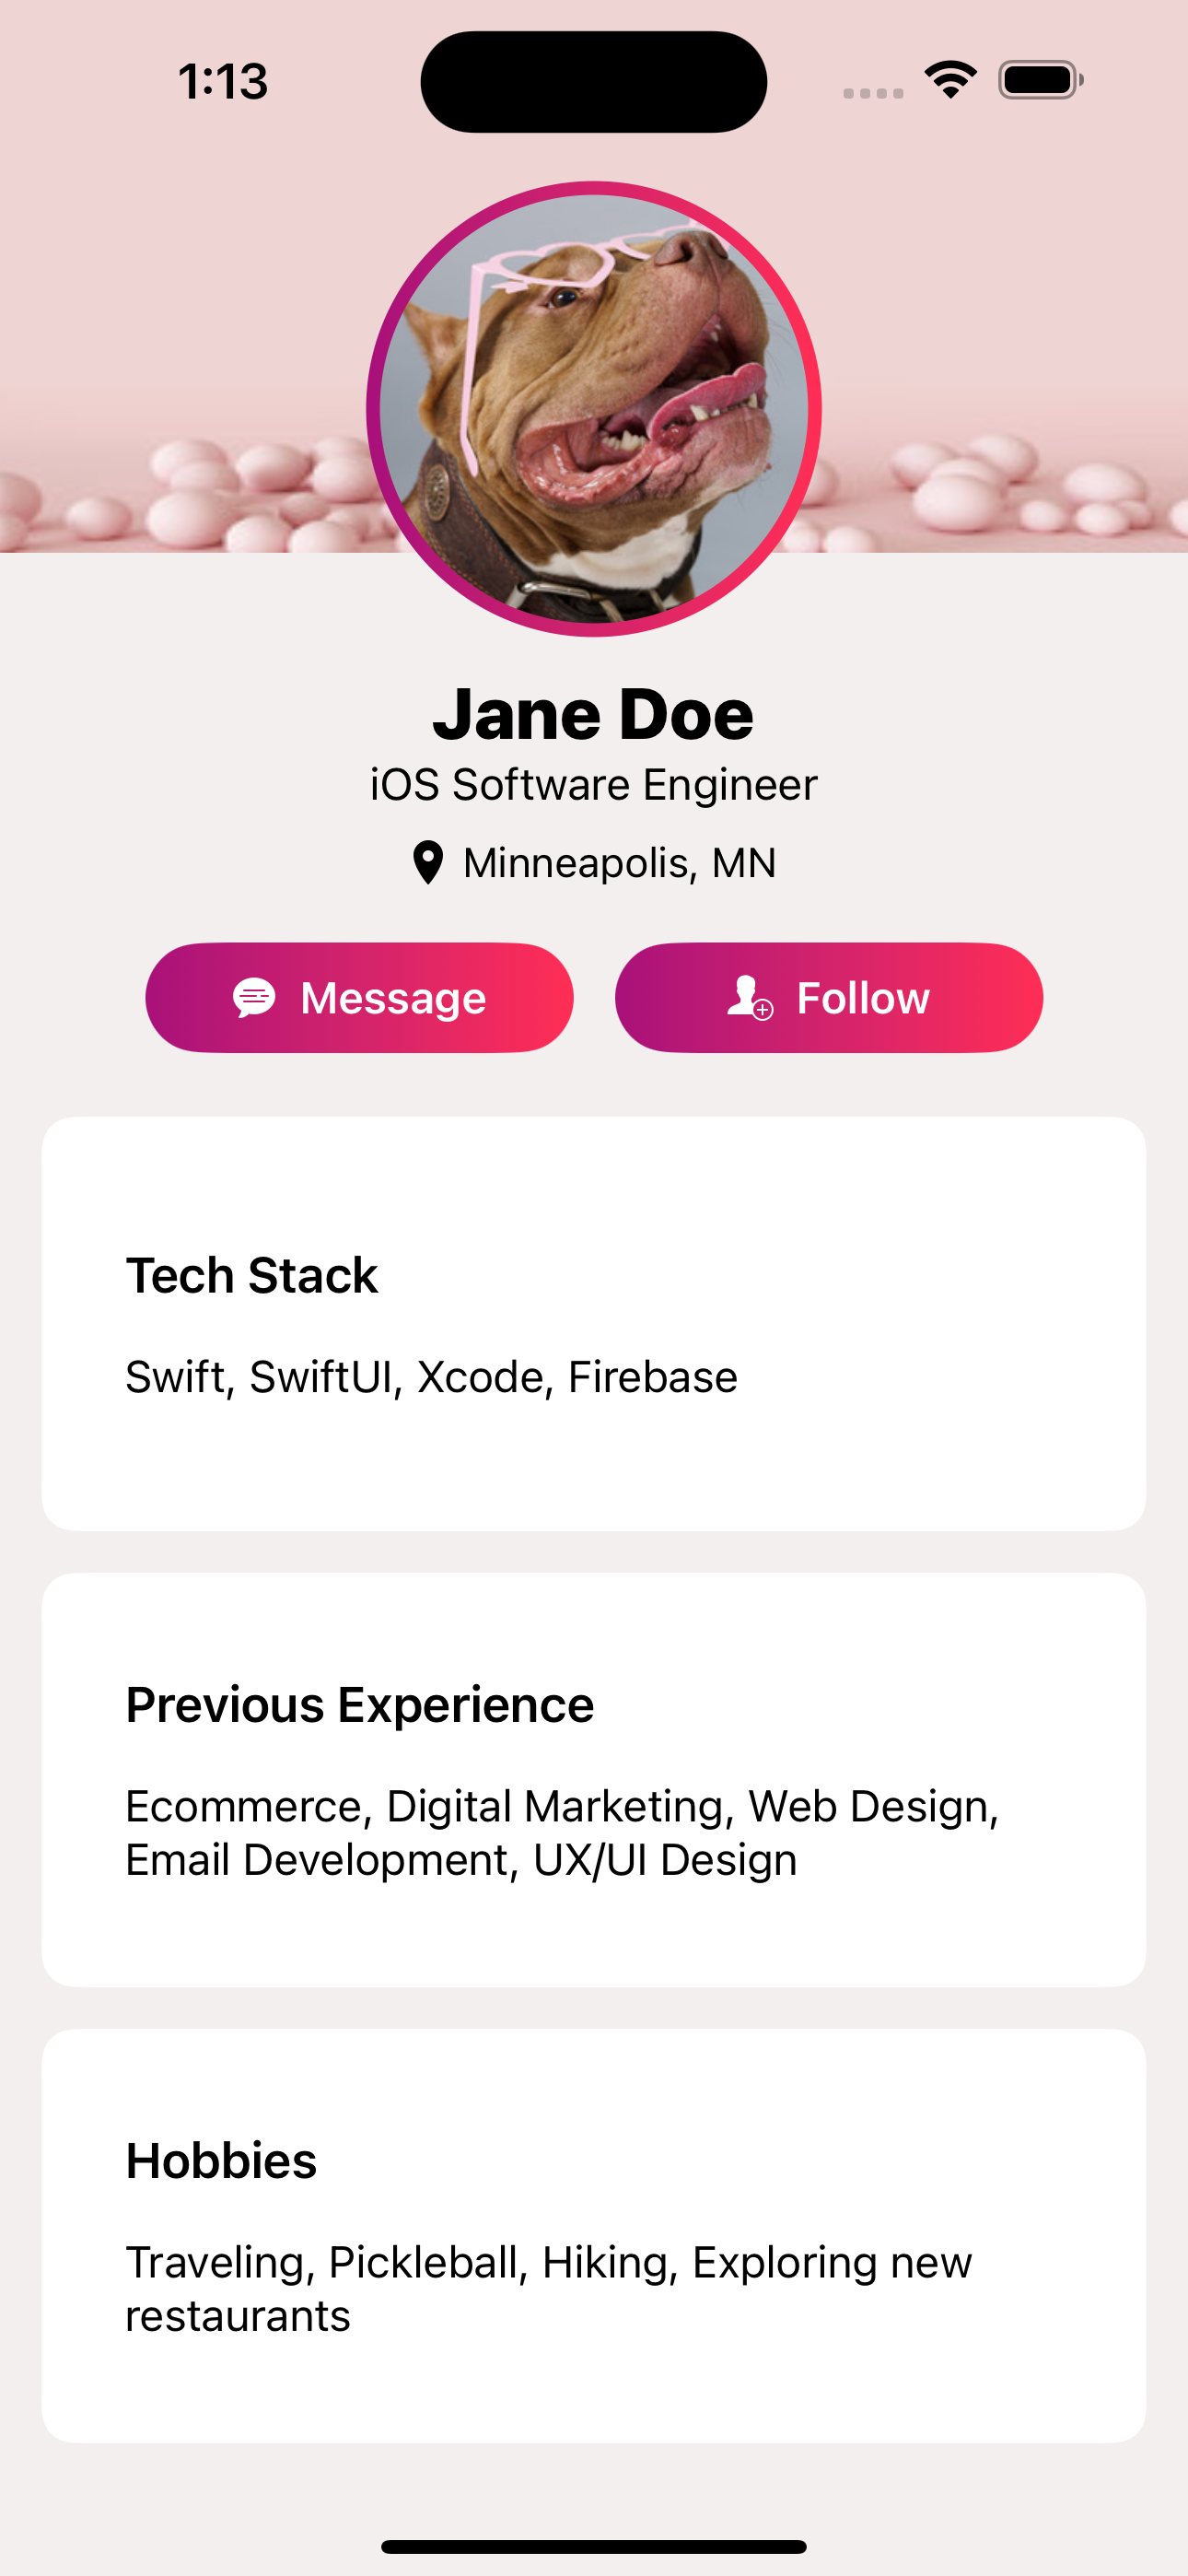 1:13
Jane Doe
iOS Software Engineer
Minneapolis, MN
Message
Follow
Tech Stack
Swift, SwiftUI, Xcode, Firebase
Previous Experience
Ecommerce, Digital Marketing, Web Design,
Email Development, UX/UI Design
Hobbies
Traveling, Pickleball, Hiking, Exploring new
restaurants